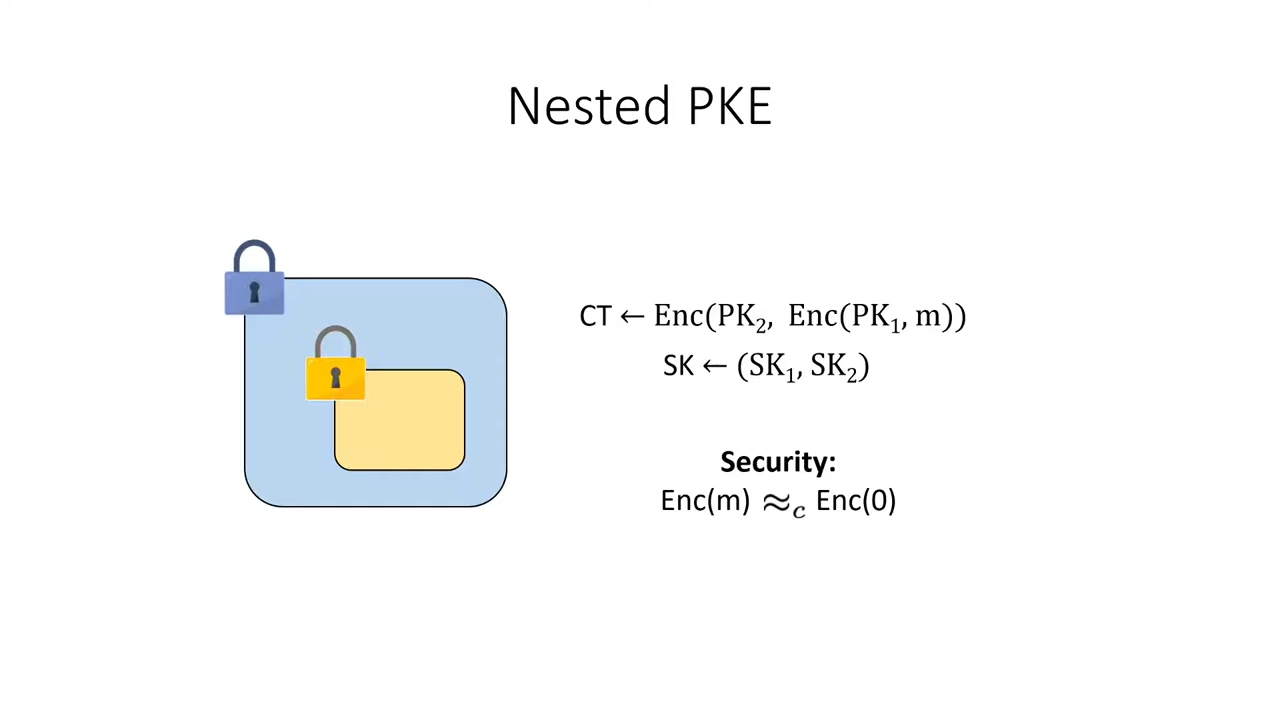 Nested PKE
CT ← Enc(PK₂, Enc(PK₁, m))
SK ← (SK₁, SK₂)
Security:
Enc(m) ≈c Enc(0)